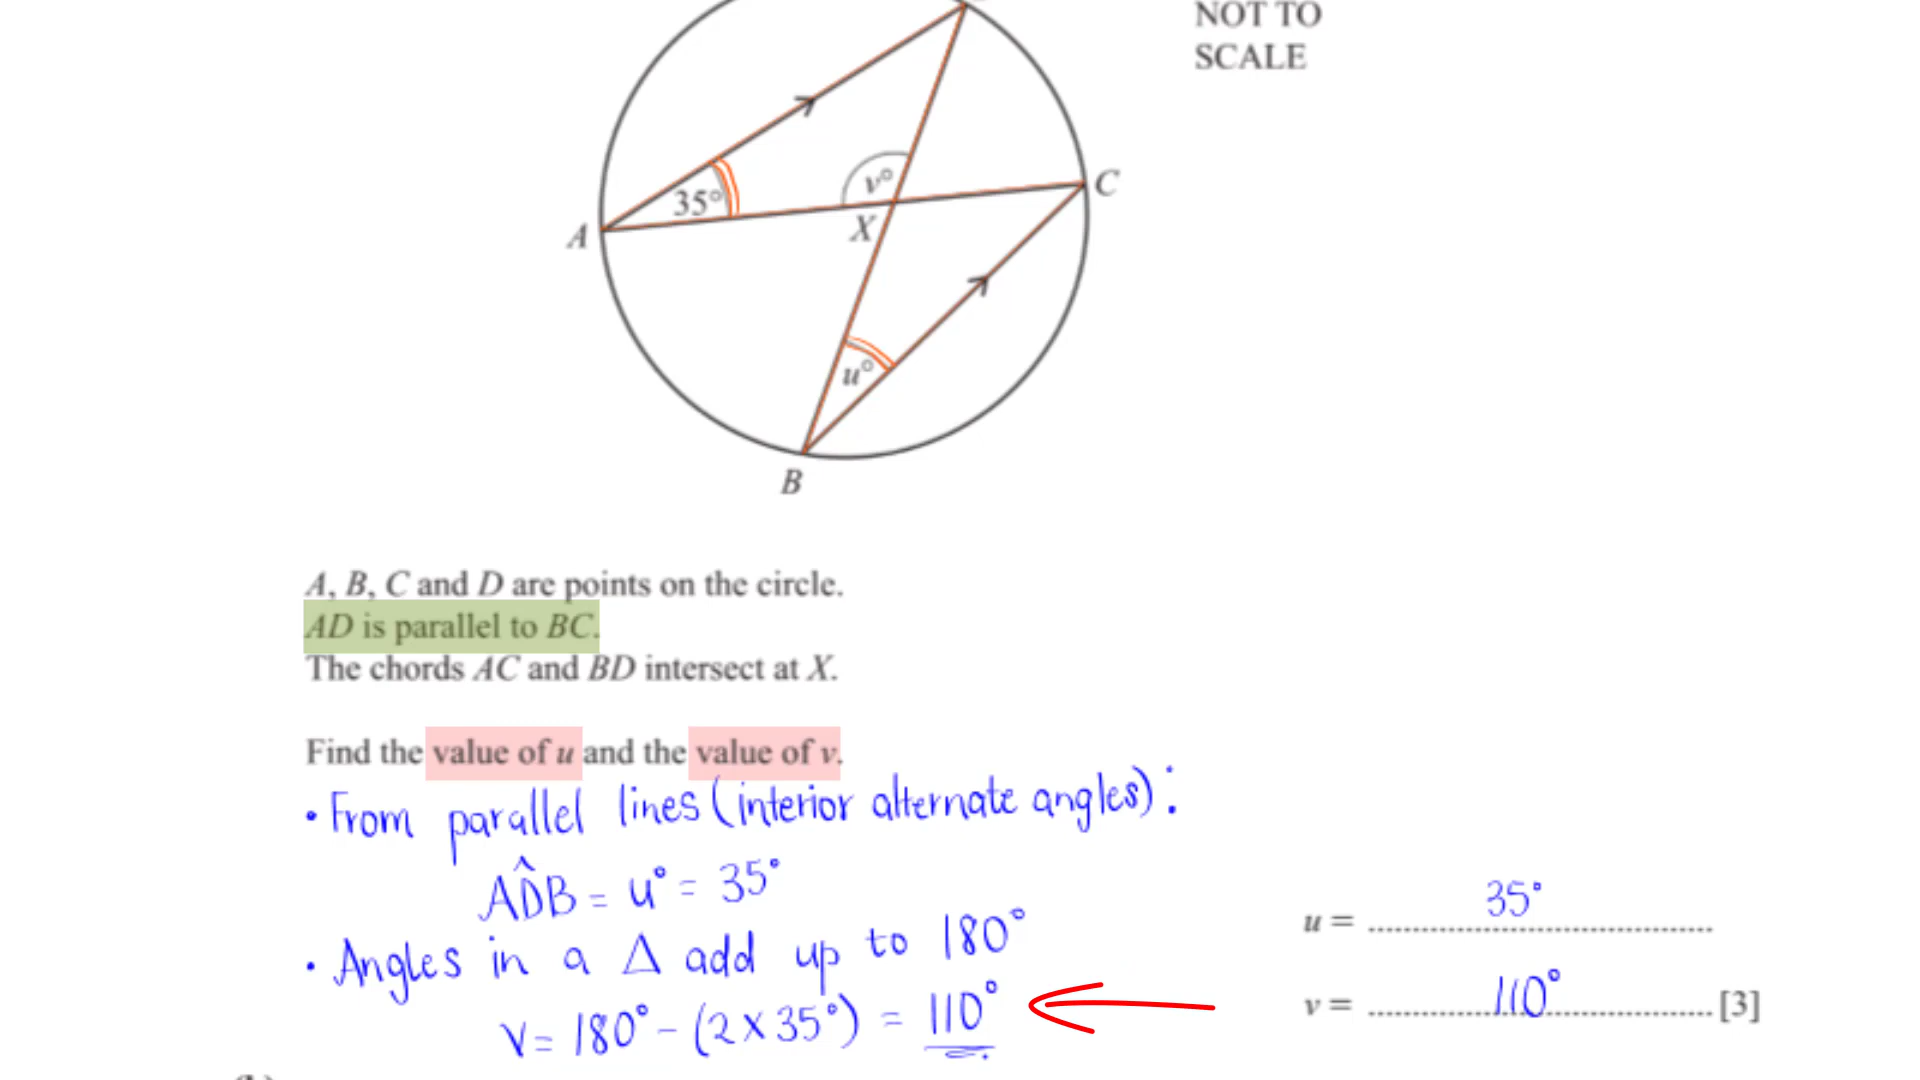 NOT TO
SCALE
35°
v°
C
A
X
u°
B
A, B, C and D are points on the circle.
AD is parallel to BC.
The chords AC and BD intersect at X.
Find the value of u and the value of v.
• From parallel lines (interior alternate angles):
AD̂B = u° = 35°
• Angles in a Δ add up to 180°
v = 180° - (2 x 35°) = 110°
u = 35°
v = 110° [3]